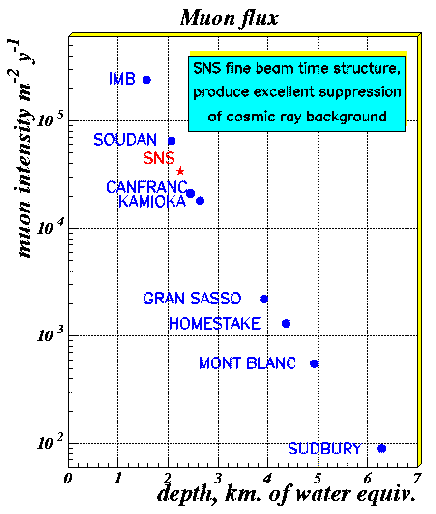 Muon flux
muon intensity m-2 y-1
SNS fine beam time structure,
produce excellent suppression
of cosmic ray background
IMB
10 5
SOUDAN
SNS
CANFRANC
KAMIOKA
10 4
GRAN SASSO
HOMESTAKE
10 3
MONT BLANC
10 2
SUDBURY
0 1 2 3 4 5 6 7
depth, km. of water equiv.